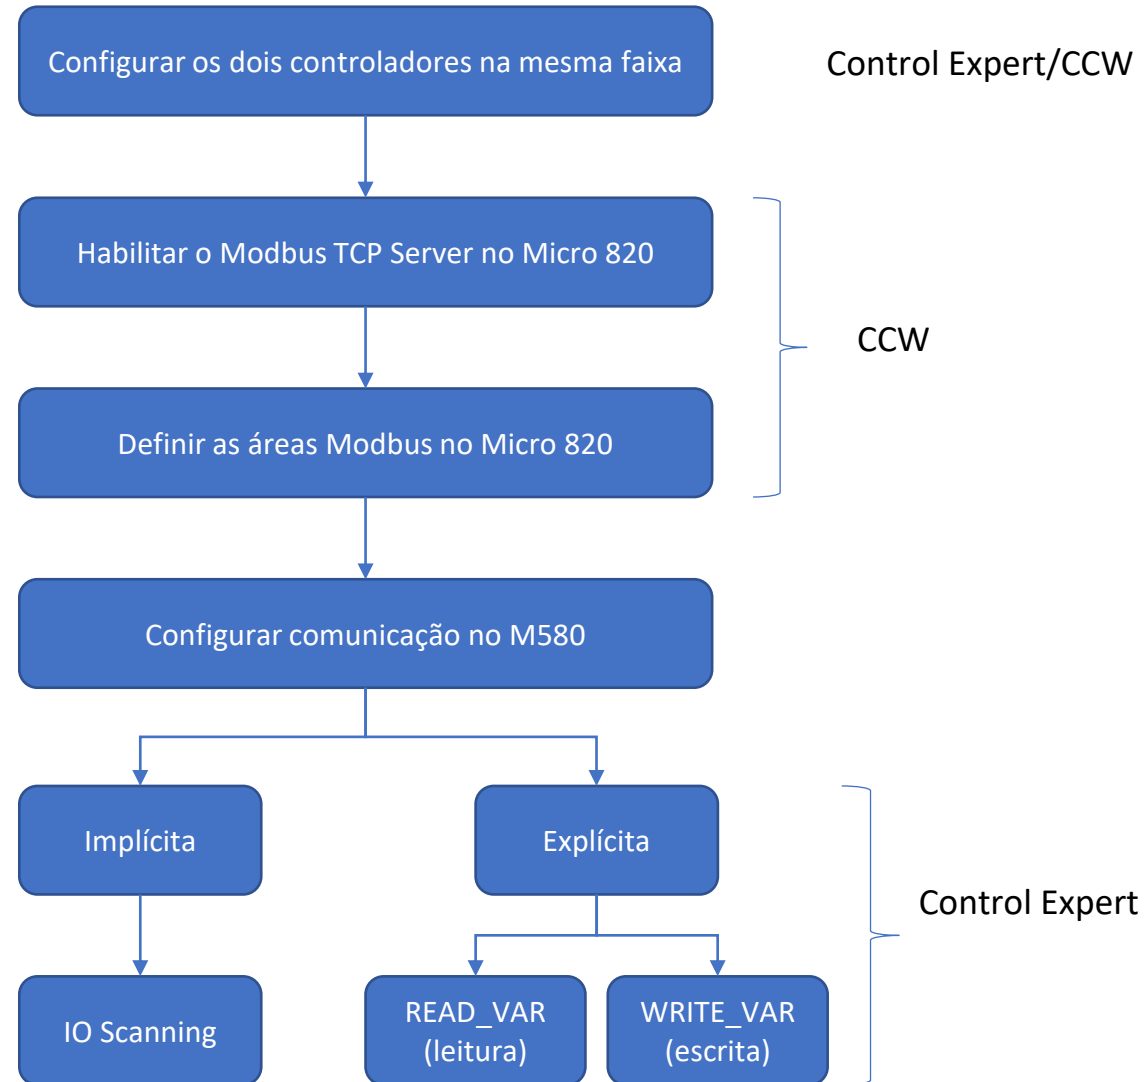 Configurar os dois controladores na mesma faixa
Control Expert/CCW
Habilitar o Modbus TCP Server no Micro 820
CCW
Definir as áreas Modbus no Micro 820
Configurar comunicação no M580
Implícita
Explícita
Control Expert
IO Scanning
READ_VAR
(leitura)
WRITE_VAR
(escrita)